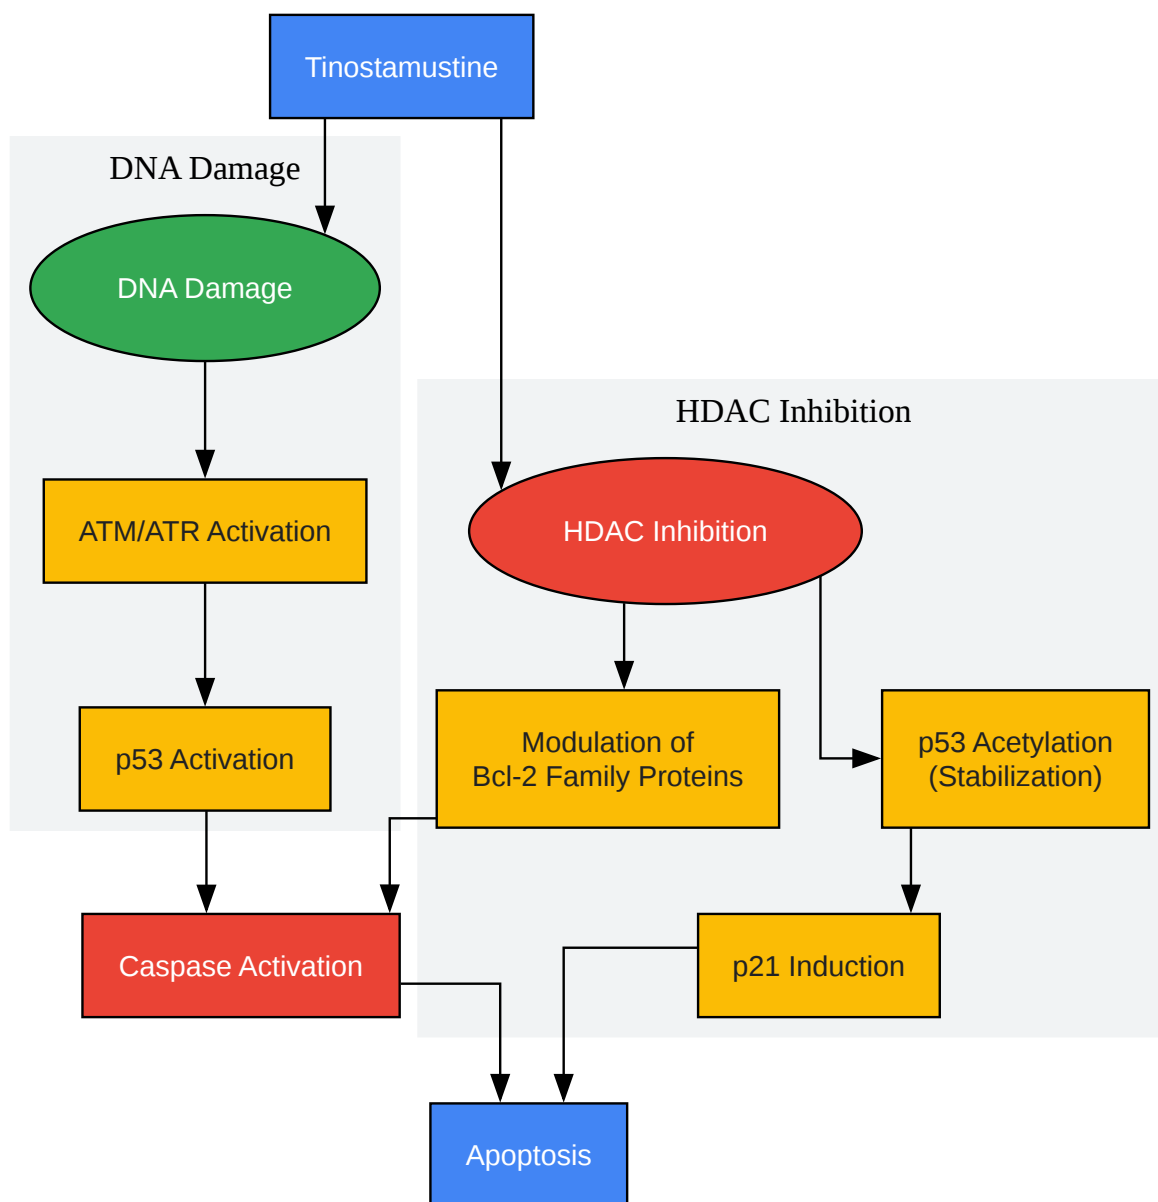 Tinostamustine
DNA Damage
DNA Damage
HDAC Inhibition
ATM/ATR Activation
HDAC Inhibition
p53 Activation
Modulation of
Bcl-2 Family Proteins
p53 Acetylation
(Stabilization)
Caspase Activation
p21 Induction
Apoptosis